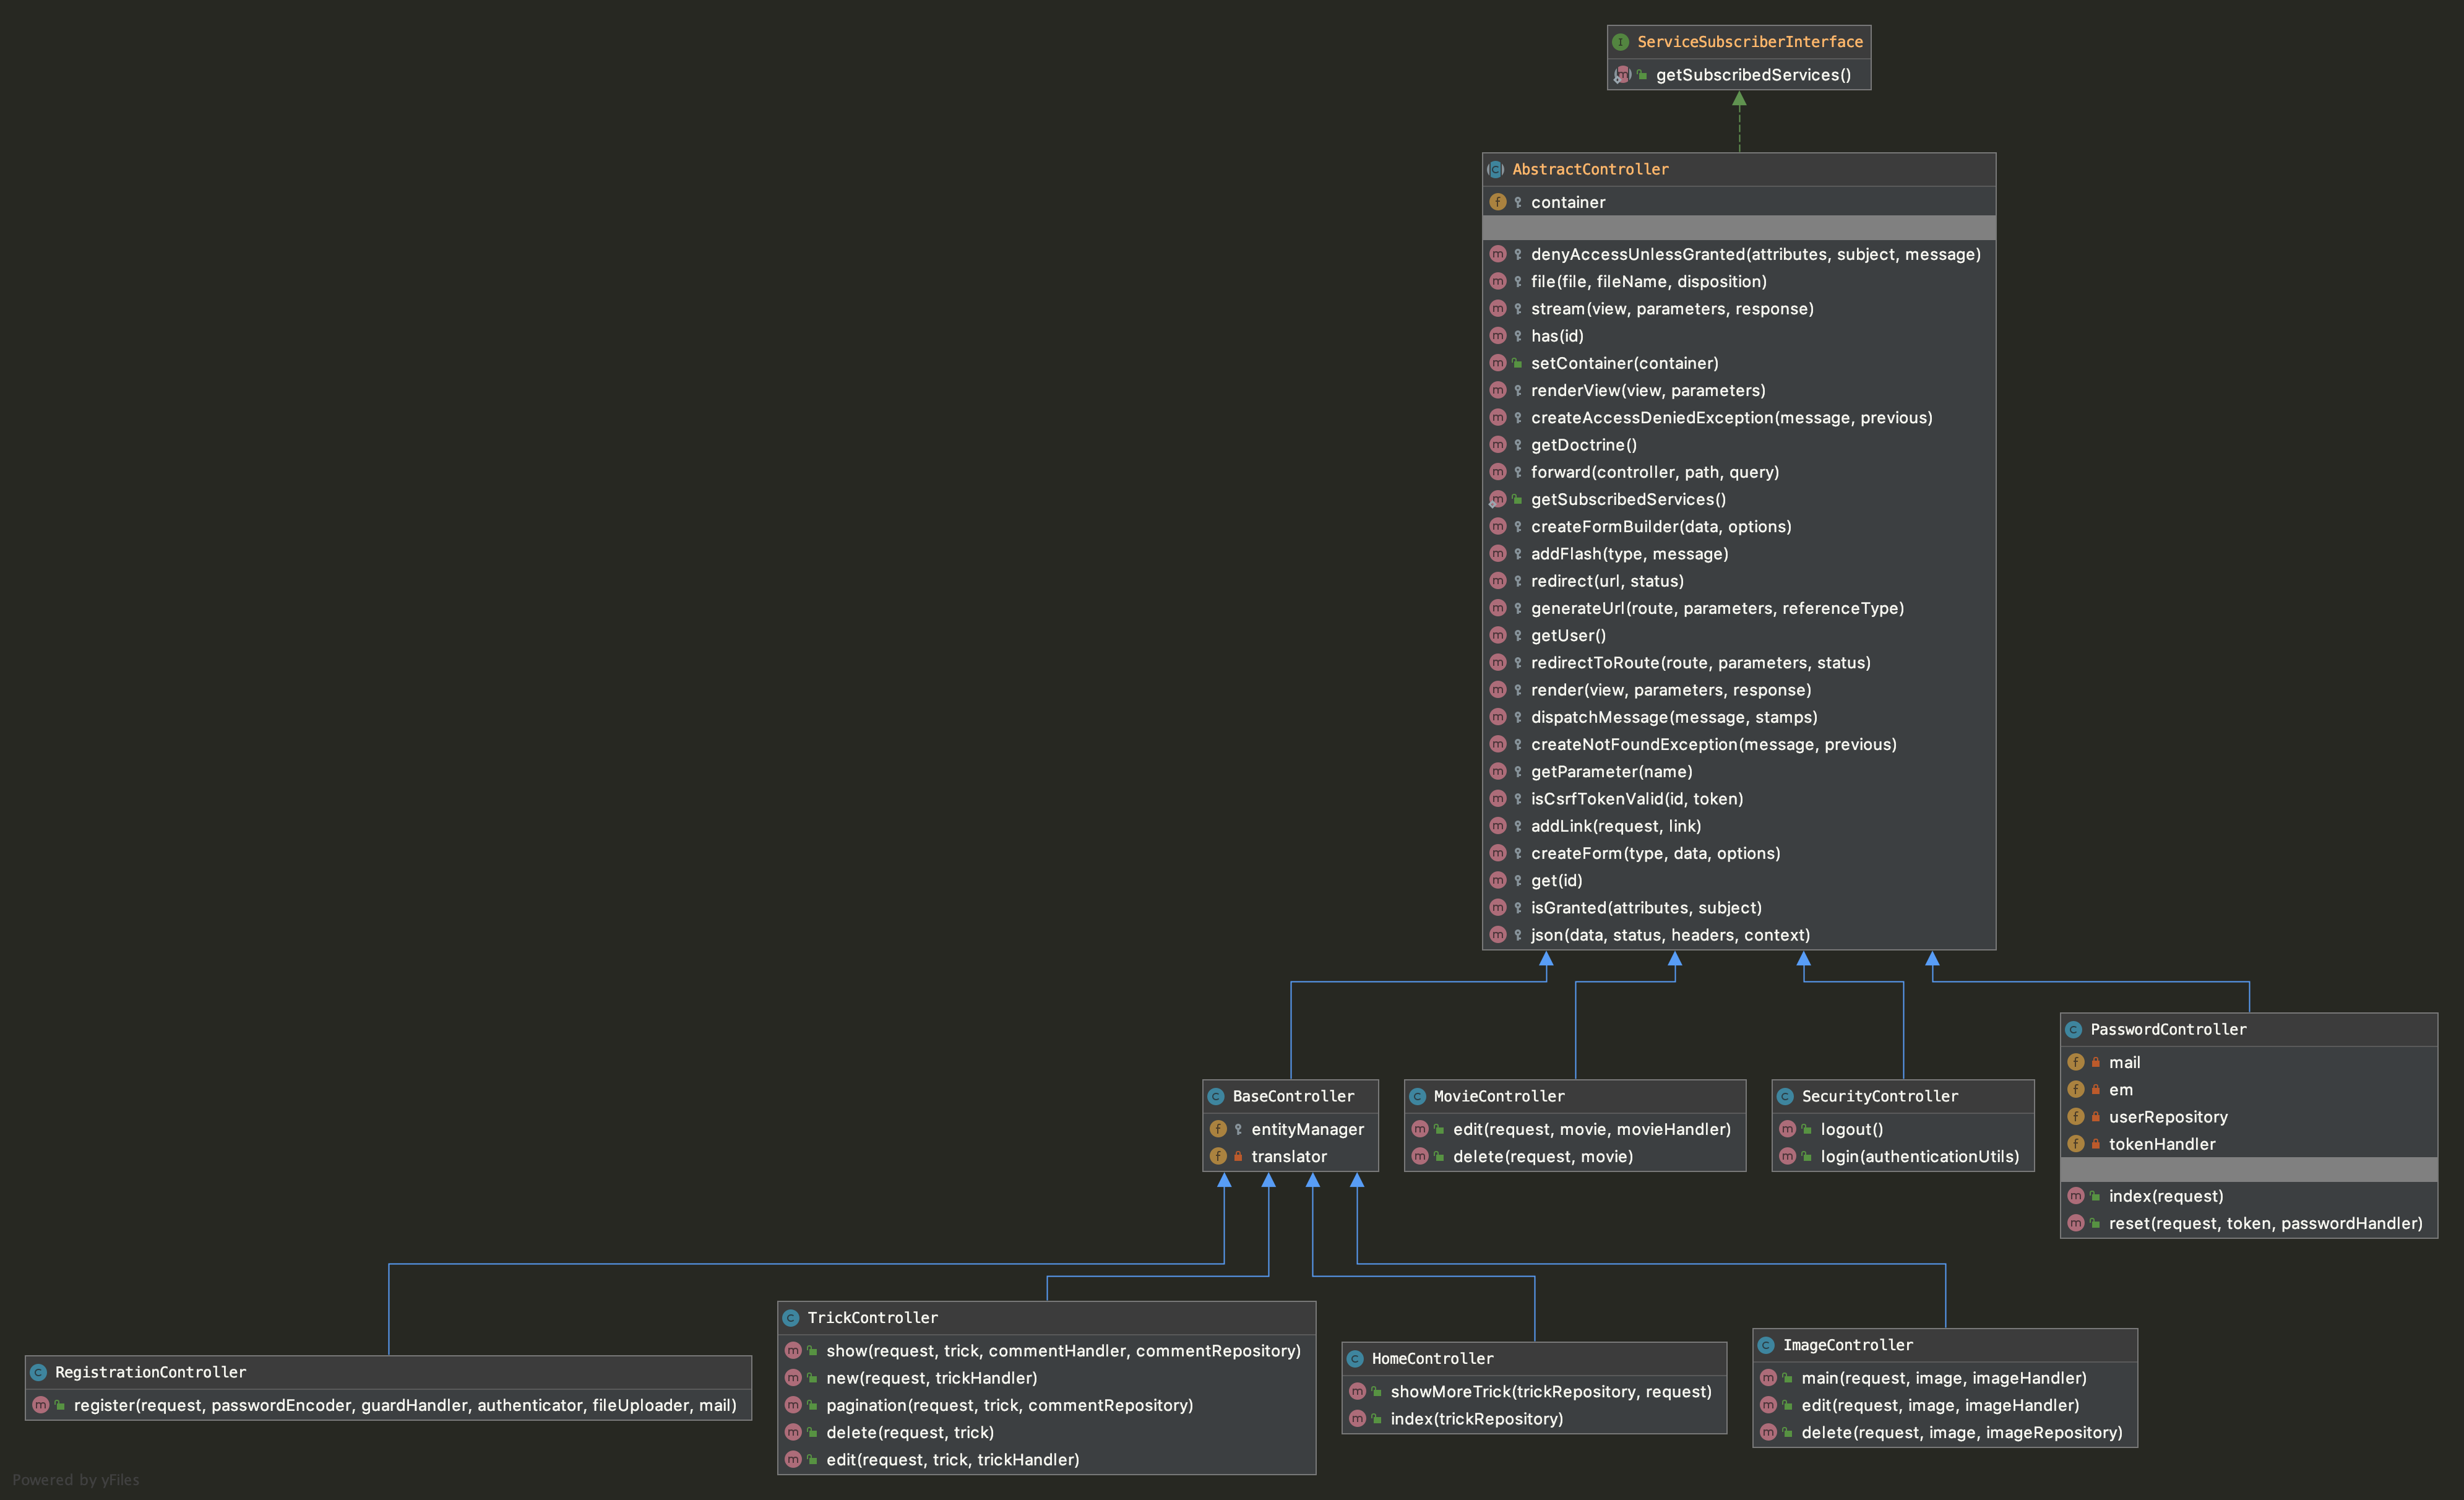 ServiceSubscriberInterface
getSubscribedServices()
AbstractController
container
denyAccessUnlessGranted(attributes, subject, message)
file(file, fileName, disposition)
stream(view, parameters, response)
has(id)
setContainer(container)
renderView(view, parameters)
createAccessDeniedException(message, previous)
getDoctrine()
forward(controller, path, query)
getSubscribedServices()
createFormBuilder(data, options)
addFlash(type, message)
redirect(url, status)
generateUrl(route, parameters, referenceType)
getUser()
redirectToRoute(route, parameters, status)
render(view, parameters, response)
dispatchMessage(message, stamps)
createNotFoundException(message, previous)
getParameter(name)
isCsrfTokenValid(id, token)
addLink(request, link)
createForm(type, data, options)
get(id)
isGranted(attributes, subject)
json(data, status, headers, context)
BaseController
entityManager
translator
MovieController
edit(request, movie, movieHandler)
delete(request, movie)
SecurityController
logout()
login(authenticationUtils)
PasswordController
mail
em
userRepository
tokenHandler
index(request)
reset(request, token, passwordHandler)
RegistrationController
register(request, passwordEncoder, guardHandler, authenticator, fileUploader, mail)
TrickController
show(request, trick, commentHandler, commentRepository)
new(request, trickHandler)
pagination(request, trick, commentRepository)
delete(request, trick)
edit(request, trick, trickHandler)
HomeController
showMoreTrick(trickRepository, request)
index(trickRepository)
ImageController
main(request, image, imageHandler)
edit(request, image, imageHandler)
delete(request, image, imageRepository)
Powered by yFiles